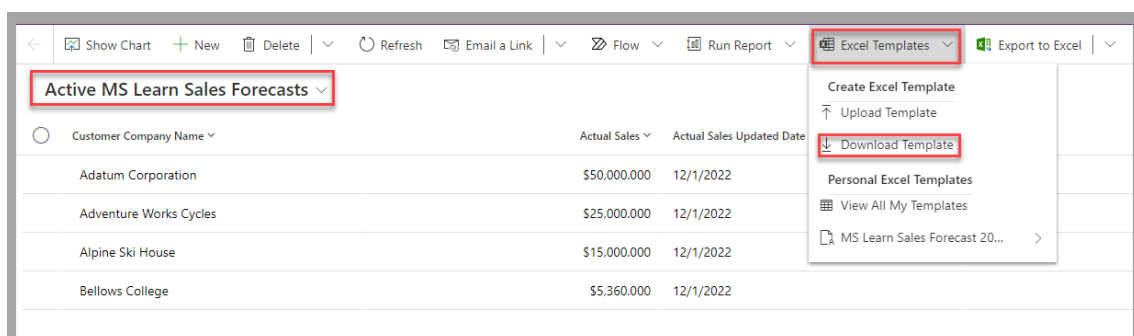 Show Chart New Delete Refresh Email a Link Flow Run Report Excel Templates Export to Excel
Active MS Learn Sales Forecasts
Create Excel Template
Upload Template
Download Template
Personal Excel Templates
View All My Templates
MS Learn Sales Forecast 20...
Customer Company Name Actual Sales Actual Sales Updated Date
Adatum Corporation $50,000.000 12/1/2022
Adventure Works Cycles $25,000.000 12/1/2022
Alpine Ski House $15,000.000 12/1/2022
Bellows College $5,360.000 12/1/2022